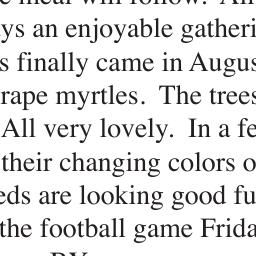 e meal will follow. An
ys an enjoyable gatheri
s finally came in Augus
rape myrtles. The trees
All very lovely. In a fe
their changing colors o
eds are looking good fu
the football game Frida